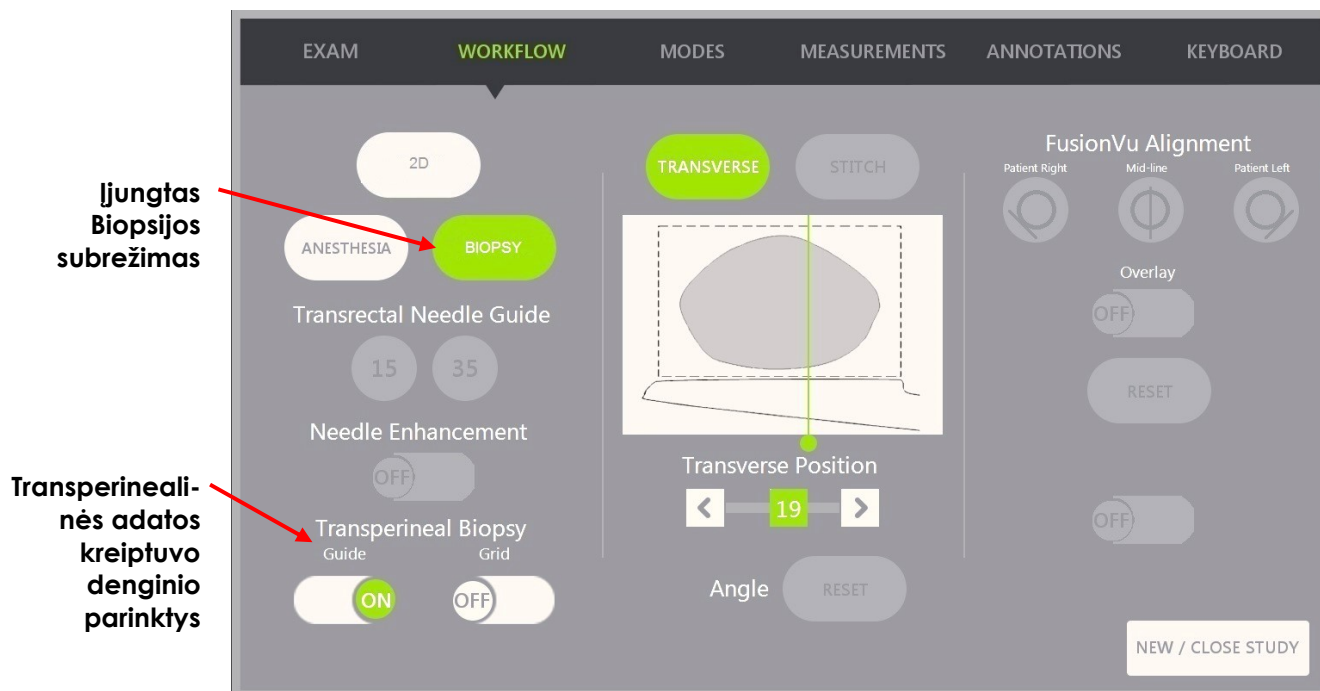 EXAM WORKFLOW MODES MEASUREMENTS ANNOTATIONS KEYBOARD
Įjungtas
Biopsijos
subrežimas
Transperineali-
nės adatos
kreiptuvo
denginio
parinktys
2D
ANESTHESIA BIOPSY
Transrectal Needle Guide
15 35
Needle Enhancement
OFF
Transperineal Biopsy
Guide Grid
ON OFF
TRANSVERSE STITCH
Transverse Position
< 19 >
Angle RESET
FusionVu Alignment
Patient Right Mid-line Patient Left
Overlay
OFF
RESET
OFF
NEW / CLOSE STUDY